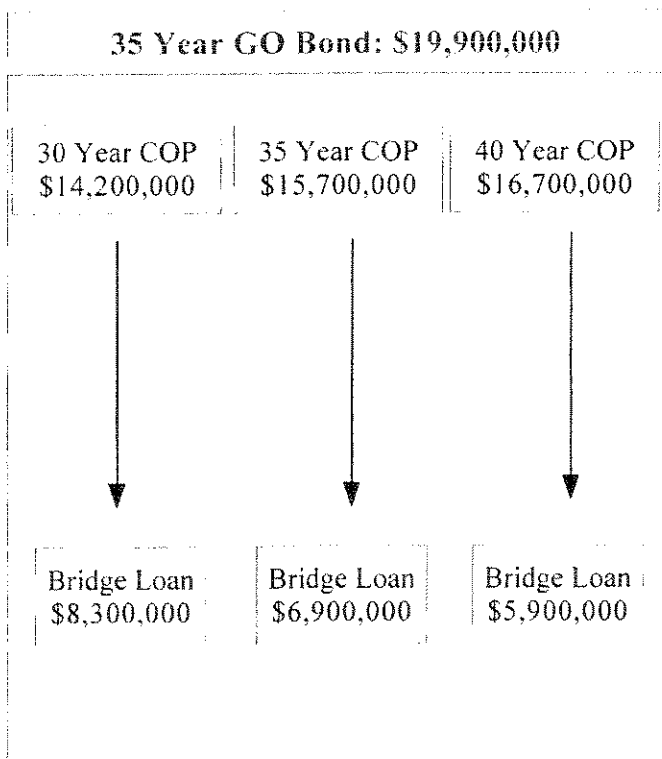 35 Year GO Bond: $19,900,000
30 Year COP
$14,200,000
35 Year COP
$15,700,000
40 Year COP
$16,700,000
Bridge Loan
$8,300,000
Bridge Loan
$6,900,000
Bridge Loan
$5,900,000